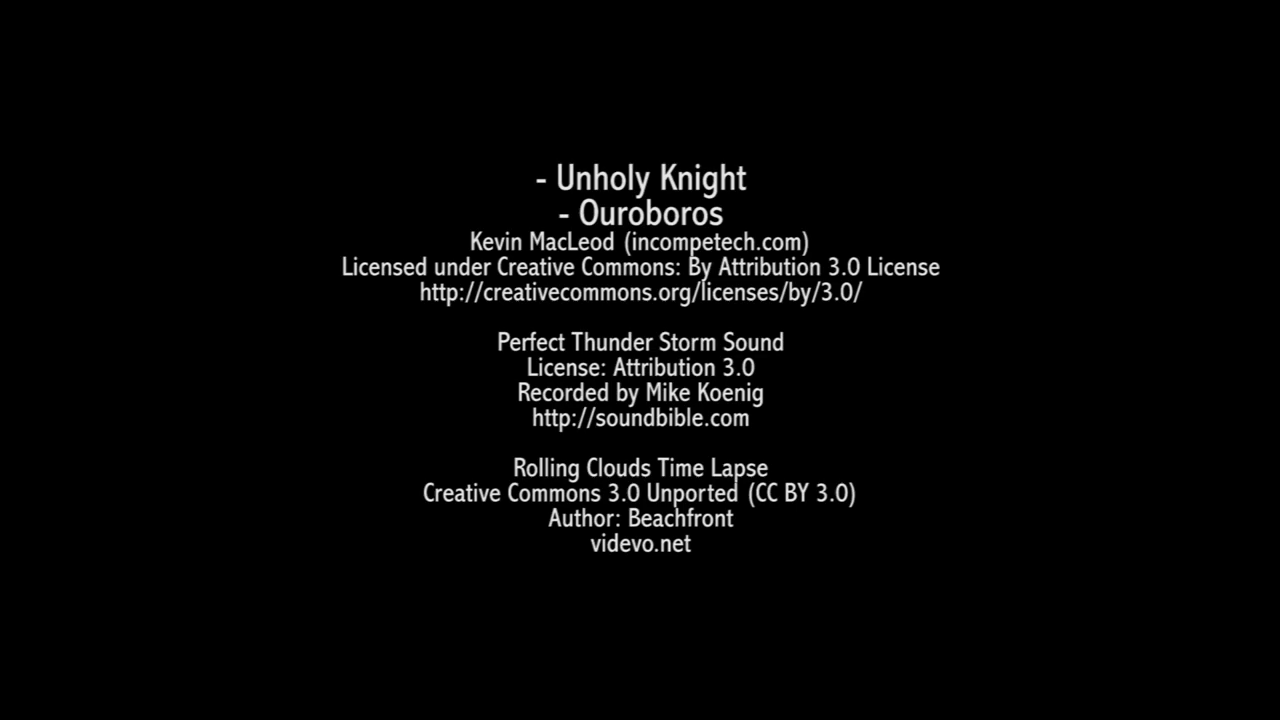 - Unholy Knight
- Ouroboros
Kevin MacLeod (incompetech.com)
Licensed under Creative Commons: By Attribution 3.0 License
http://creativecommons.org/licenses/by/3.0/
Perfect Thunder Storm Sound
License: Attribution 3.0
Recorded by Mike Koenig
http://soundbible.com
Rolling Clouds Time Lapse
Creative Commons 3.0 Unported (CC BY 3.0)
Author: Beachfront
videvo.net